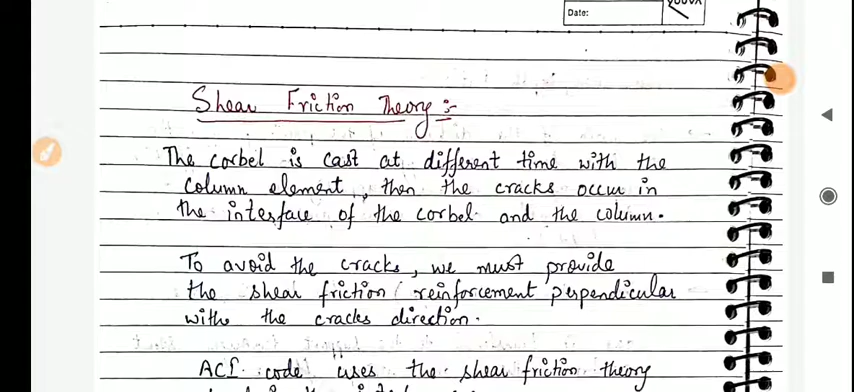 Date:
Shear Friction Theory :-
The corbel is cast at different time with the
column element, then the cracks occur in
the interface of the corbel and the column.
To avoid the cracks, we must provide
the shear friction reinforcement perpendicular
with the cracks direction.
ACI code uses the shear friction theory